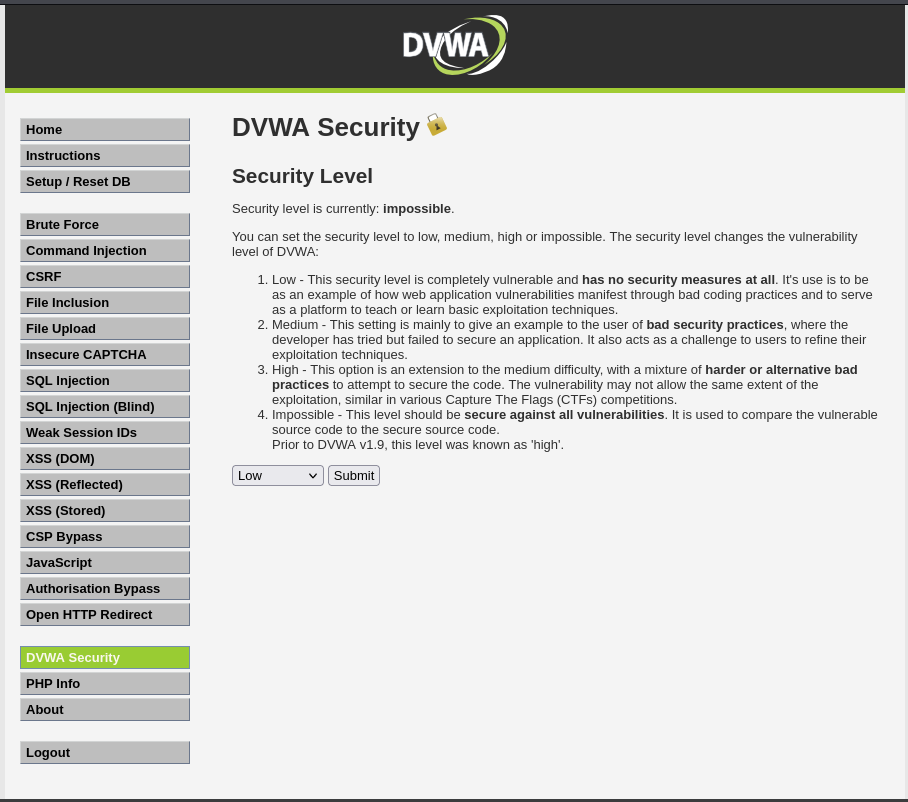 DVWA
Home
Instructions
Setup / Reset DB
Brute Force
Command Injection
CSRF
File Inclusion
File Upload
Insecure CAPTCHA
SQL Injection
SQL Injection (Blind)
Weak Session IDs
XSS (DOM)
XSS (Reflected)
XSS (Stored)
CSP Bypass
JavaScript
Authorisation Bypass
Open HTTP Redirect
DVWA Security
PHP Info
About
Logout
DVWA Security
Security Level
Security level is currently: impossible.
You can set the security level to low, medium, high or impossible. The security level changes the vulnerability
level of DVWA:
1. Low - This security level is completely vulnerable and has no security measures at all. It's use is to be
as an example of how web application vulnerabilities manifest through bad coding practices and to serve
as a platform to teach or learn basic exploitation techniques.
2. Medium - This setting is mainly to give an example to the user of bad security practices, where the
developer has tried but failed to secure an application. It also acts as a challenge to users to refine their
exploitation techniques.
3. High - This option is an extension to the medium difficulty, with a mixture of harder or alternative bad
practices to attempt to secure the code. The vulnerability may not allow the same extent of the
exploitation, similar in various Capture The Flags (CTFs) competitions.
4. Impossible - This level should be secure against all vulnerabilities. It is used to compare the vulnerable
source code to the secure source code.
Prior to DVWA v1.9, this level was known as 'high'.
Low Submit